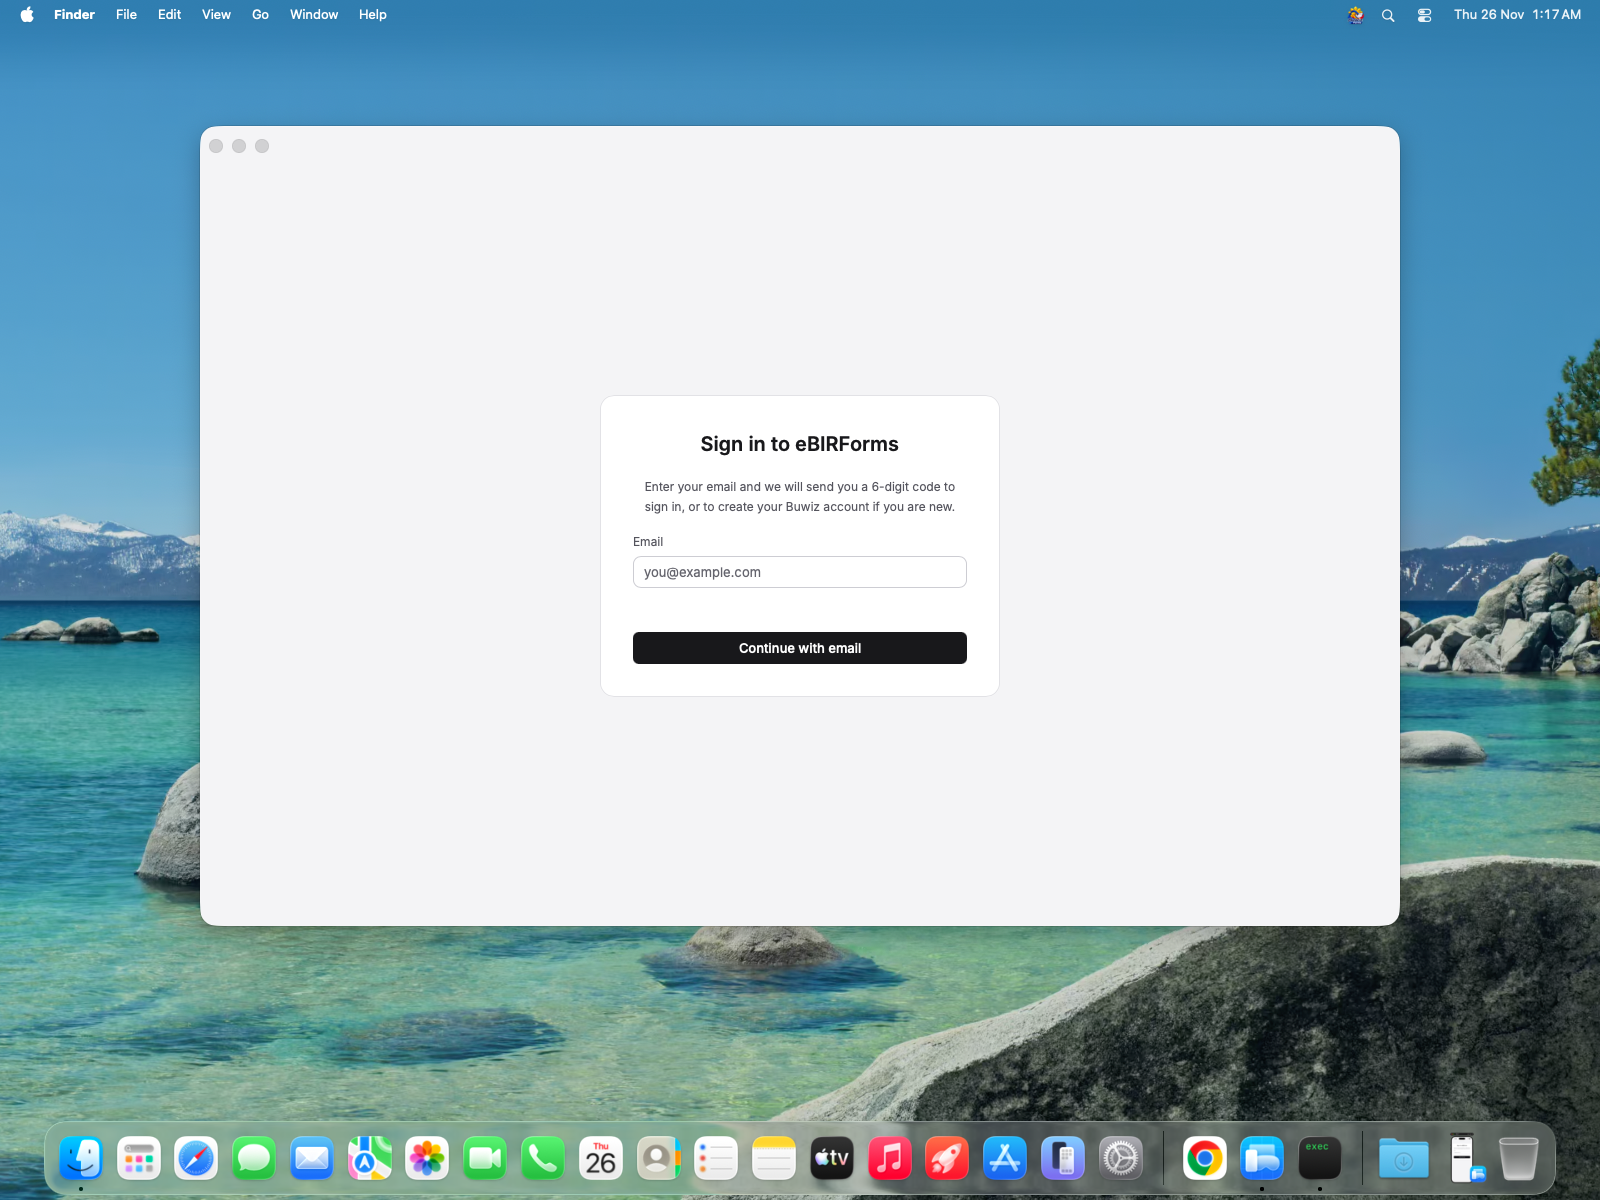 Finder File Edit View Go Window Help Thu 26 Nov 1:17 AM
Sign in to eBIRForms
Enter your email and we will send you a 6-digit code to
sign in, or to create your Buwiz account if you are new.
Email
you@example.com
Continue with email
Thu
26
tv
exec